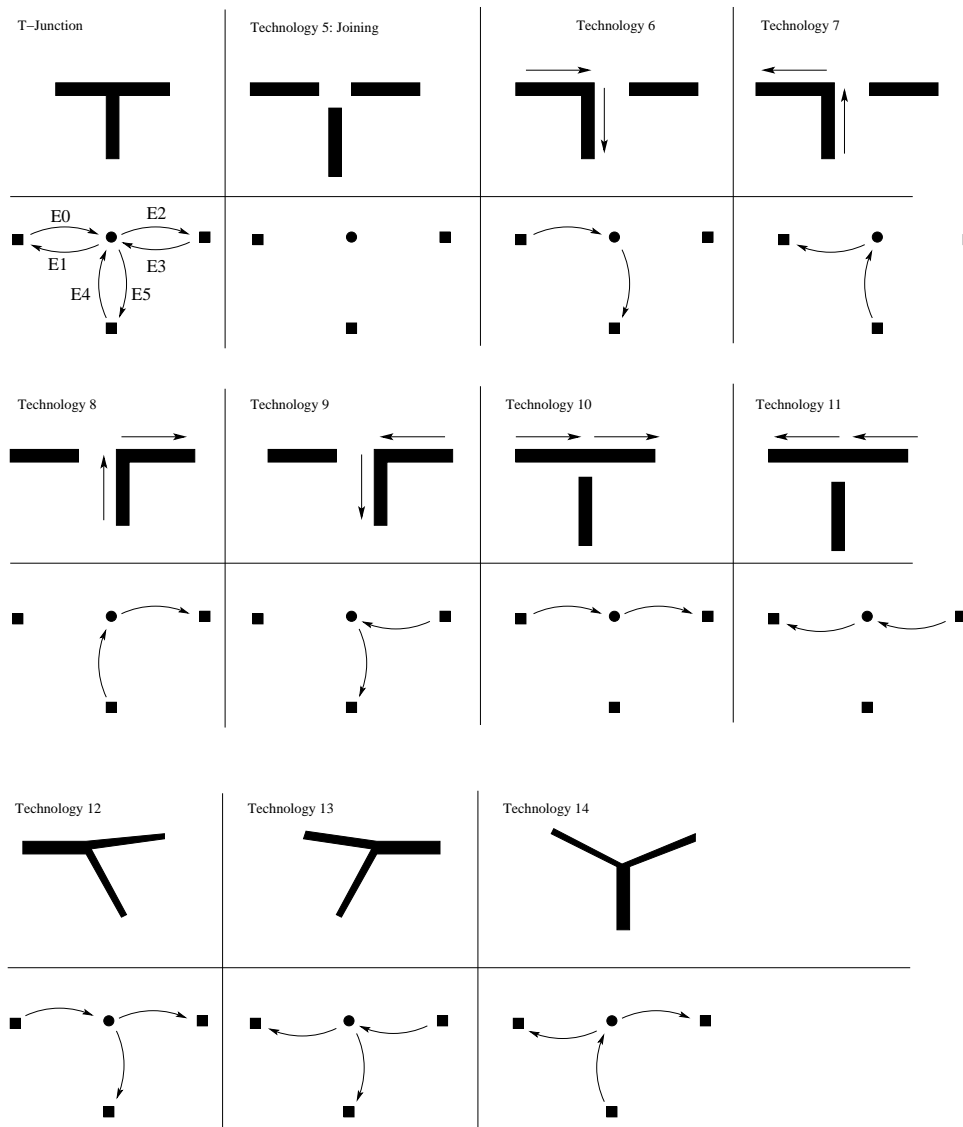 T–Junction
Technology 5: Joining
Technology 6
Technology 7
E0
E2
E1
E3
E4
E5
Technology 8
Technology 9
Technology 10
Technology 11
Technology 12
Technology 13
Technology 14